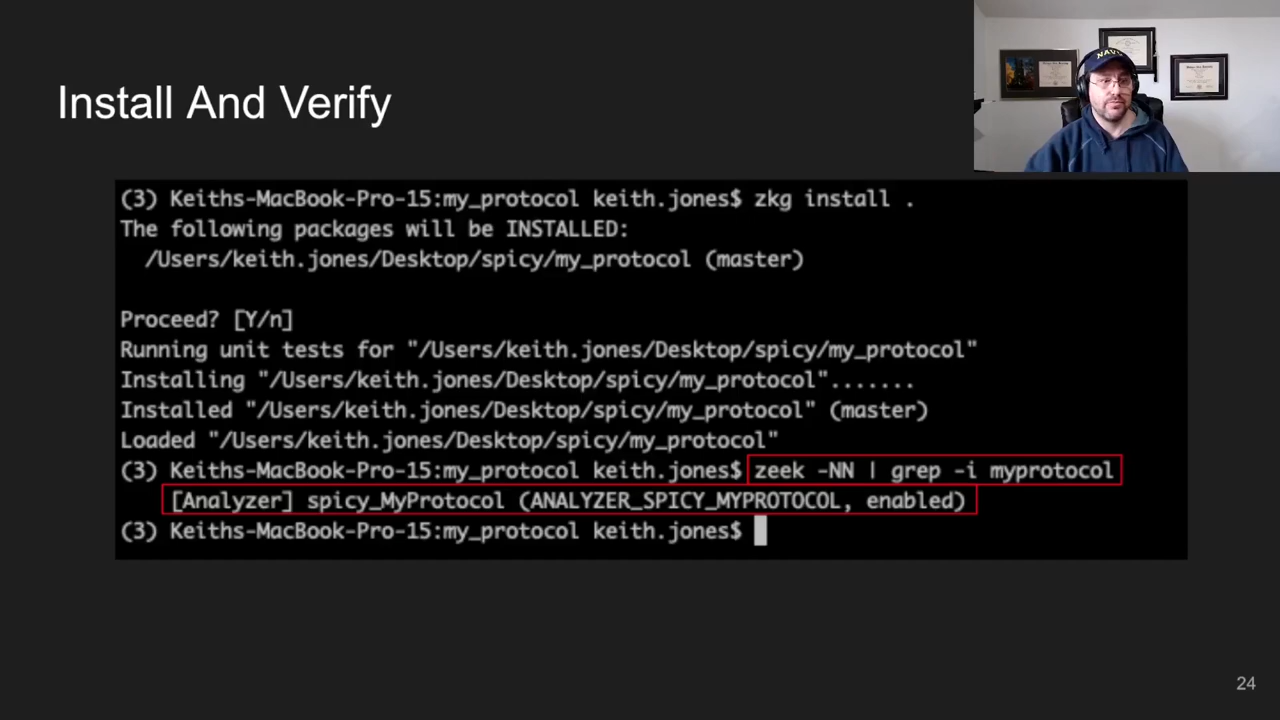 Install And Verify
NAVY
(3) Keiths-MacBook-Pro-15:my_protocol keith.jones$ zkg install .
The following packages will be INSTALLED:
/Users/keith.jones/Desktop/spicy/my_protocol (master)
Proceed? [Y/n]
Running unit tests for "/Users/keith.jones/Desktop/spicy/my_protocol"
Installing "/Users/keith.jones/Desktop/spicy/my_protocol".......
Installed "/Users/keith.jones/Desktop/spicy/my_protocol" (master)
Loaded "/Users/keith.jones/Desktop/spicy/my_protocol"
(3) Keiths-MacBook-Pro-15:my_protocol keith.jones$ zeek -NN | grep -i myprotocol
[Analyzer] spicy_MyProtocol (ANALYZER_SPICY_MYPROTOCOL, enabled)
(3) Keiths-MacBook-Pro-15:my_protocol keith.jones$
24